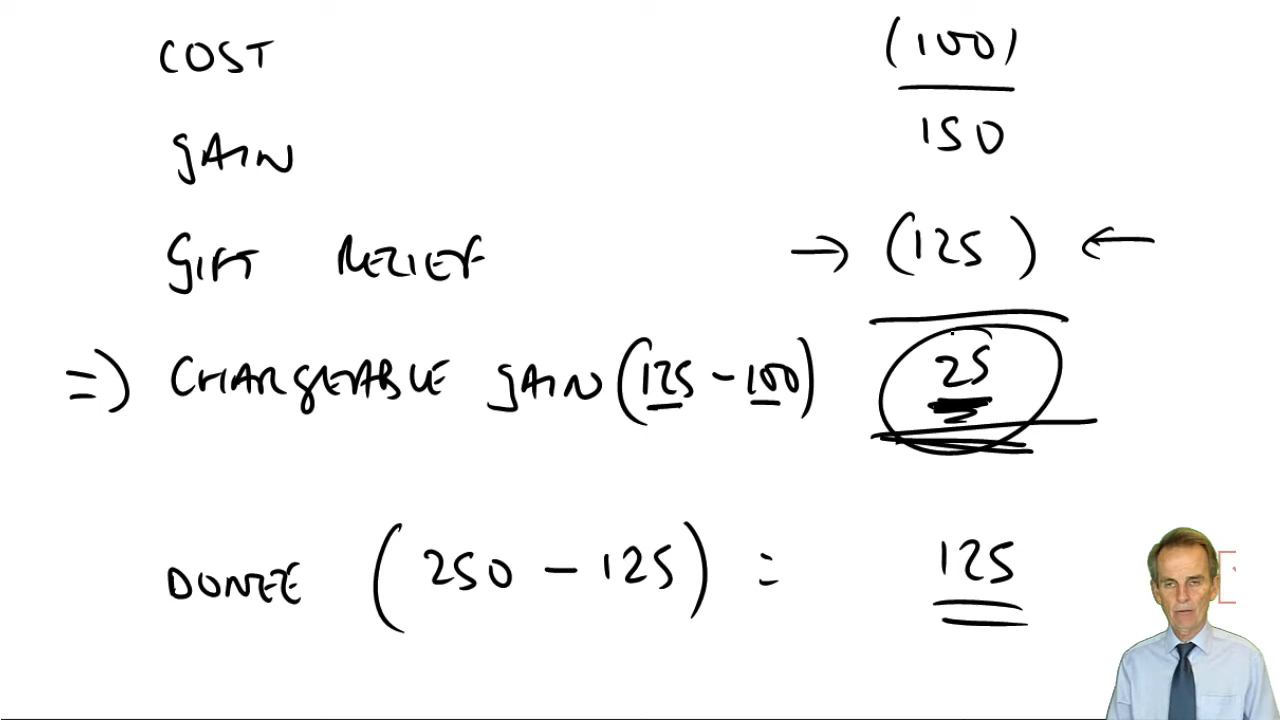 COST (100)
GAIN 150
GIFT RELIEF → (125) ←
=) CHARGEABLE GAIN (125 - 100) 25
DONEE (250 - 125) = 125